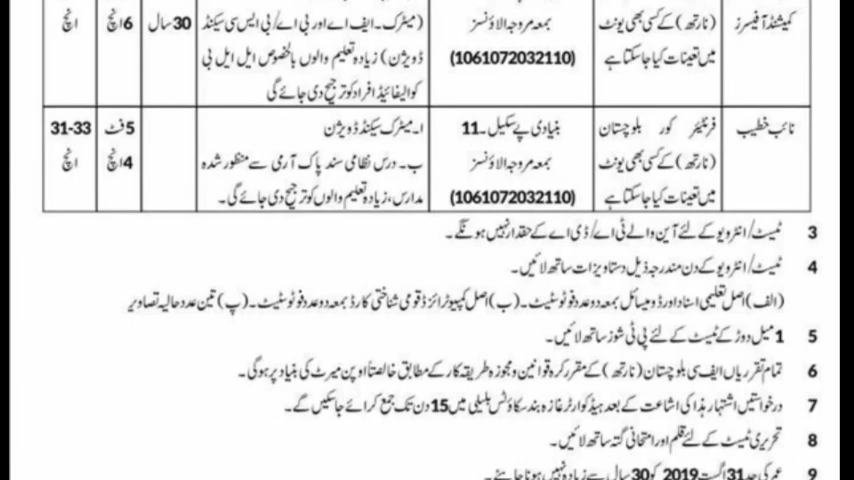 کمیشنڈ آفیسرز (نارتھ) کے کسی بھی یونٹ میں تعینات کیا جاسکتا ہے بمعہ مروجہ الاؤنسز (1061072032110) (میٹرک۔ایف اے اور بی اے/بی ایس سی سیکنڈ 30 سال 6 انچ انچ
ڈویژن) زیادہ تعلیم والوں بالخصوص ایل ایل بی
کوالیفائیڈ افراد کو ترجیح دی جائے گی
نائب خطیب فرنٹیئر کور بلوچستان بنیادی پے سکیل۔11 ا۔میٹرک سیکنڈ ڈویژن 5 فٹ 31-33
(نارتھ) کے کسی بھی یونٹ بمعہ مروجہ الاؤنسز ب۔ درس نظامی سند پاک آرمی سے منظور شدہ 4 انچ انچ
میں تعینات کیا جاسکتا ہے (1061072032110) مدارس، زیادہ تعلیم والوں کو ترجیح دی جائے گی۔
3 ٹیسٹ/انٹرویو کے لئے آین والے ٹی اے/ڈی اے کے حقدار نہیں ہونگے۔
4 ٹیسٹ/انٹرویو کے دن مندرجہ ذیل دستاویزات ساتھ لائیں۔
(الف) اصل تعلیمی اسناد اور ڈومیسائل بمعہ دو عدد فوٹوسٹیٹ۔ (ب) اصل کمپیوٹرائزڈ قومی شناختی کارڈ بمعہ دو عدد فوٹوسٹیٹ۔ (پ) تین عدد حالیہ تصاویر
5 1 میل دوڑ کے ٹیسٹ کے لئے پی ٹی شوز ساتھ لائیں۔
6 تمام تقرریاں ایف سی بلوچستان (نارتھ) کے مقرر کرہ قوانین و مجوزہ طریقہ کار کے مطابق خالصتاً اوپن میرٹ کی بنیاد پر ہوگی۔
7 درخواستیں اشتہار ہذا کی اشاعت کے بعد ہیڈ کوارٹر غازہ بند سکاؤٹس بلیلی میں 15 دن تک جمع کرائے جاسکیں گے۔
8 تحریری ٹیسٹ کے لئے قلم اور امتحانی گتہ ساتھ لائیں۔
9 عمر کی حد 31 اگست 2019 کو 30 سال سے زیادہ نہیں ہونا چاہئے۔